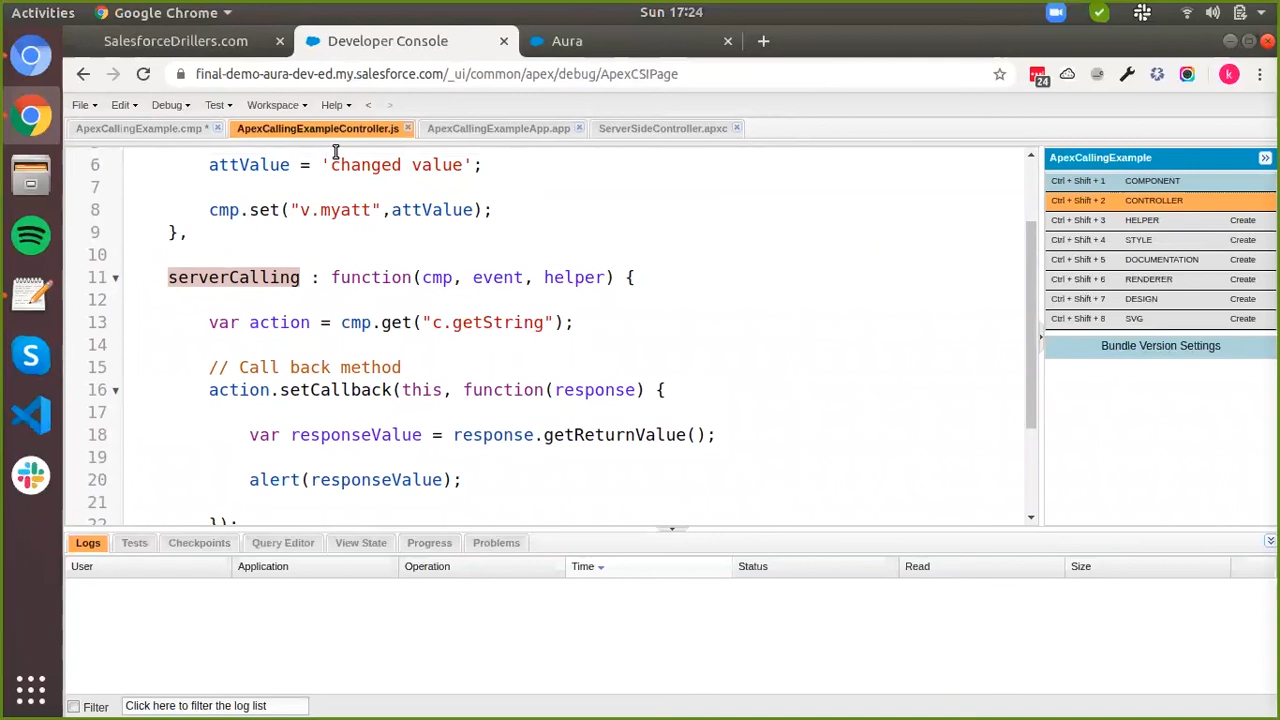 Activities
Google Chrome
Sun 17:24
SalesforceDrillers.com
Developer Console
Aura
final-demo-aura-dev-ed.my.salesforce.com/_ui/common/apex/debug/ApexCSIPage
24
k
File Edit Debug Test Workspace Help < >
ApexCallingExample.cmp *
ApexCallingExampleController.js
ApexCallingExampleApp.app
ServerSideController.apxc
6 attValue = 'changed value';
7
8 cmp.set("v.myatt",attValue);
9 },
10
11 serverCalling : function(cmp, event, helper) {
12
13 var action = cmp.get("c.getString");
14
15 // Call back method
16 action.setCallback(this, function(response) {
17
18 var responseValue = response.getReturnValue();
19
20 alert(responseValue);
21
22 });
ApexCallingExample
Ctrl + Shift + 1 COMPONENT
Ctrl + Shift + 2 CONTROLLER
Ctrl + Shift + 3 HELPER Create
Ctrl + Shift + 4 STYLE Create
Ctrl + Shift + 5 DOCUMENTATION Create
Ctrl + Shift + 6 RENDERER Create
Ctrl + Shift + 7 DESIGN Create
Ctrl + Shift + 8 SVG Create
Bundle Version Settings
Logs Tests Checkpoints Query Editor View State Progress Problems
User Application Operation Time Status Read Size
Filter Click here to filter the log list